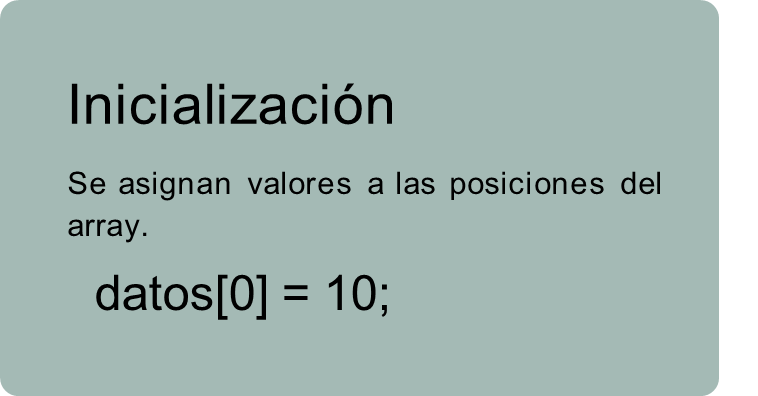 Inicialización
Se asignan valores a las posiciones del
array.
datos[0] = 10;